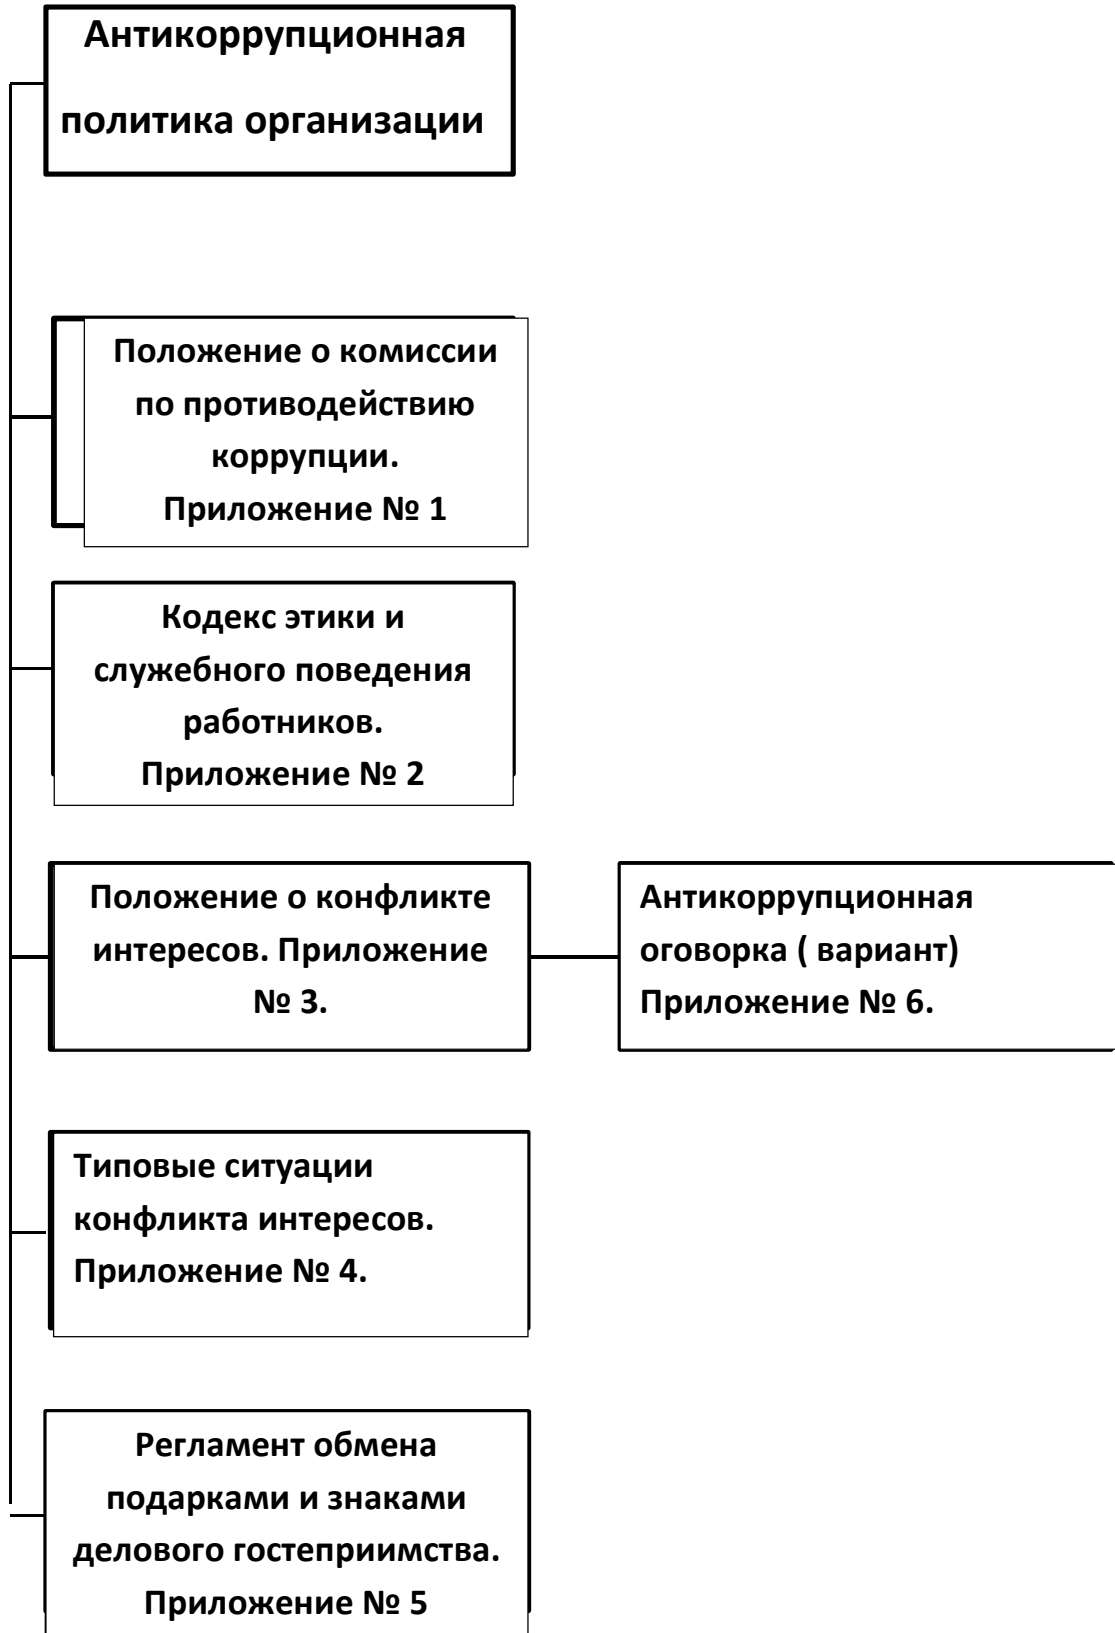 Антикоррупционная
политика организации
Положение о комиссии
по противодействию
коррупции.
Приложение № 1
Кодекс этики и
служебного поведения
работников.
Приложение № 2
Положение о конфликте
интересов. Приложение
№ 3.
Антикоррупционная
оговорка ( вариант)
Приложение № 6.
Типовые ситуации
конфликта интересов.
Приложение № 4.
Регламент обмена
подарками и знаками
делового гостеприимства.
Приложение № 5